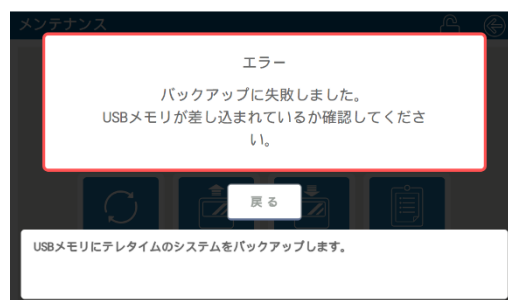 メンテナンス
エラー
バックアップに失敗しました。
USBメモリが差し込まれているか確認してくださ
い。
戻る
USBメモリにテレタイムのシステムをバックアップします。